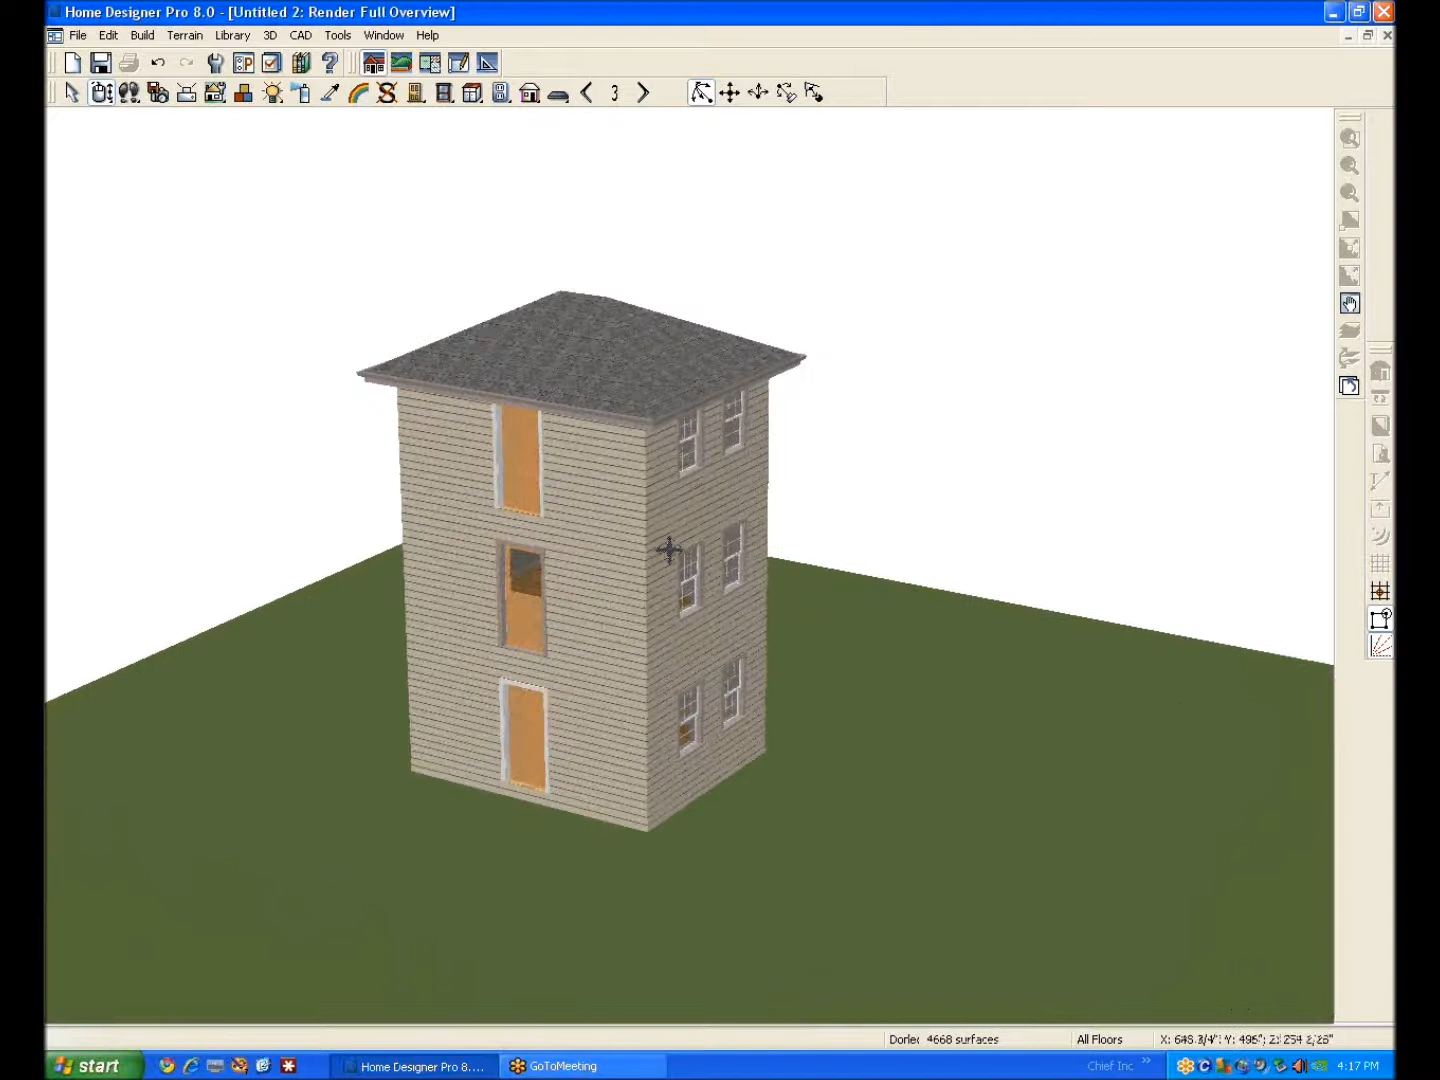 Home Designer Pro 8.0 - [Untitled 2: Render Full Overview]
File Edit Build Terrain Library 3D CAD Tools Window Help
3
4668 surfaces All Floors
start Home Designer Pro 8.... GoToMeeting Chief Inc » 4:17 PM